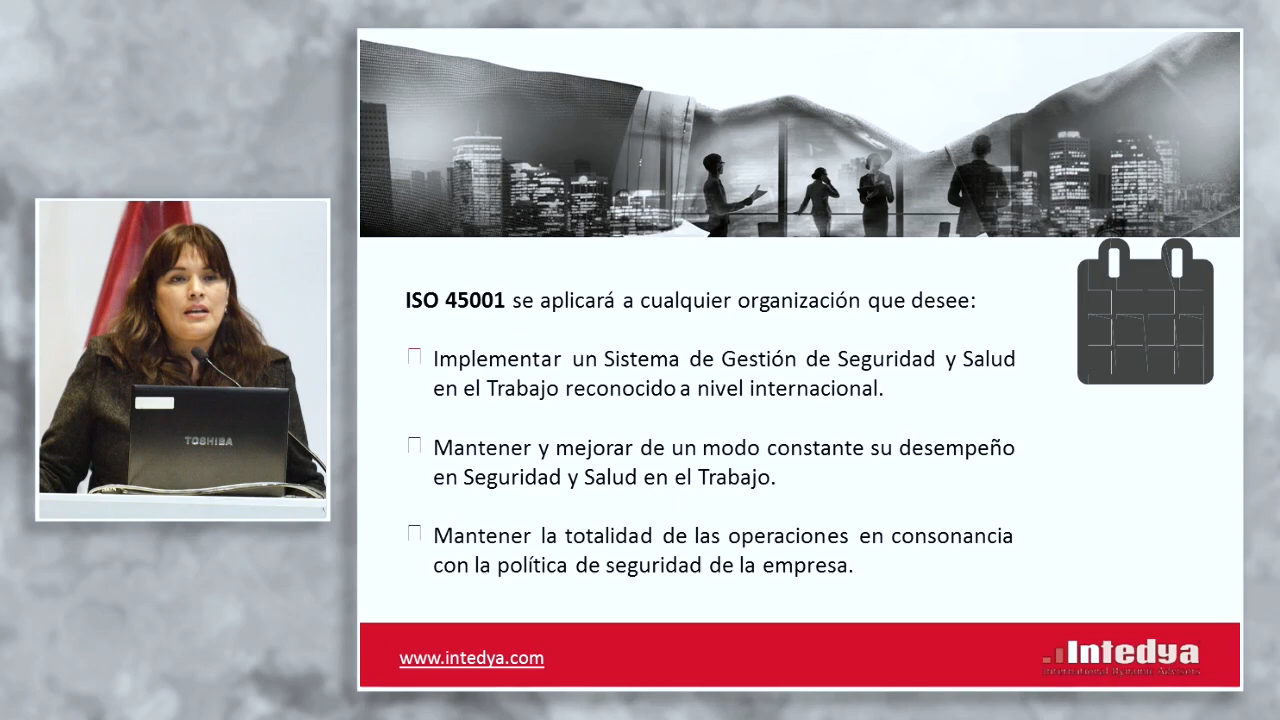 TOSHIBA
ISO 45001 se aplicará a cualquier organización que desee:
Implementar un Sistema de Gestión de Seguridad y Salud
en el Trabajo reconocido a nivel internacional.
Mantener y mejorar de un modo constante su desempeño
en Seguridad y Salud en el Trabajo.
Mantener la totalidad de las operaciones en consonancia
con la política de seguridad de la empresa.
www.intedya.com
Intedya
International Dynamic Advisors